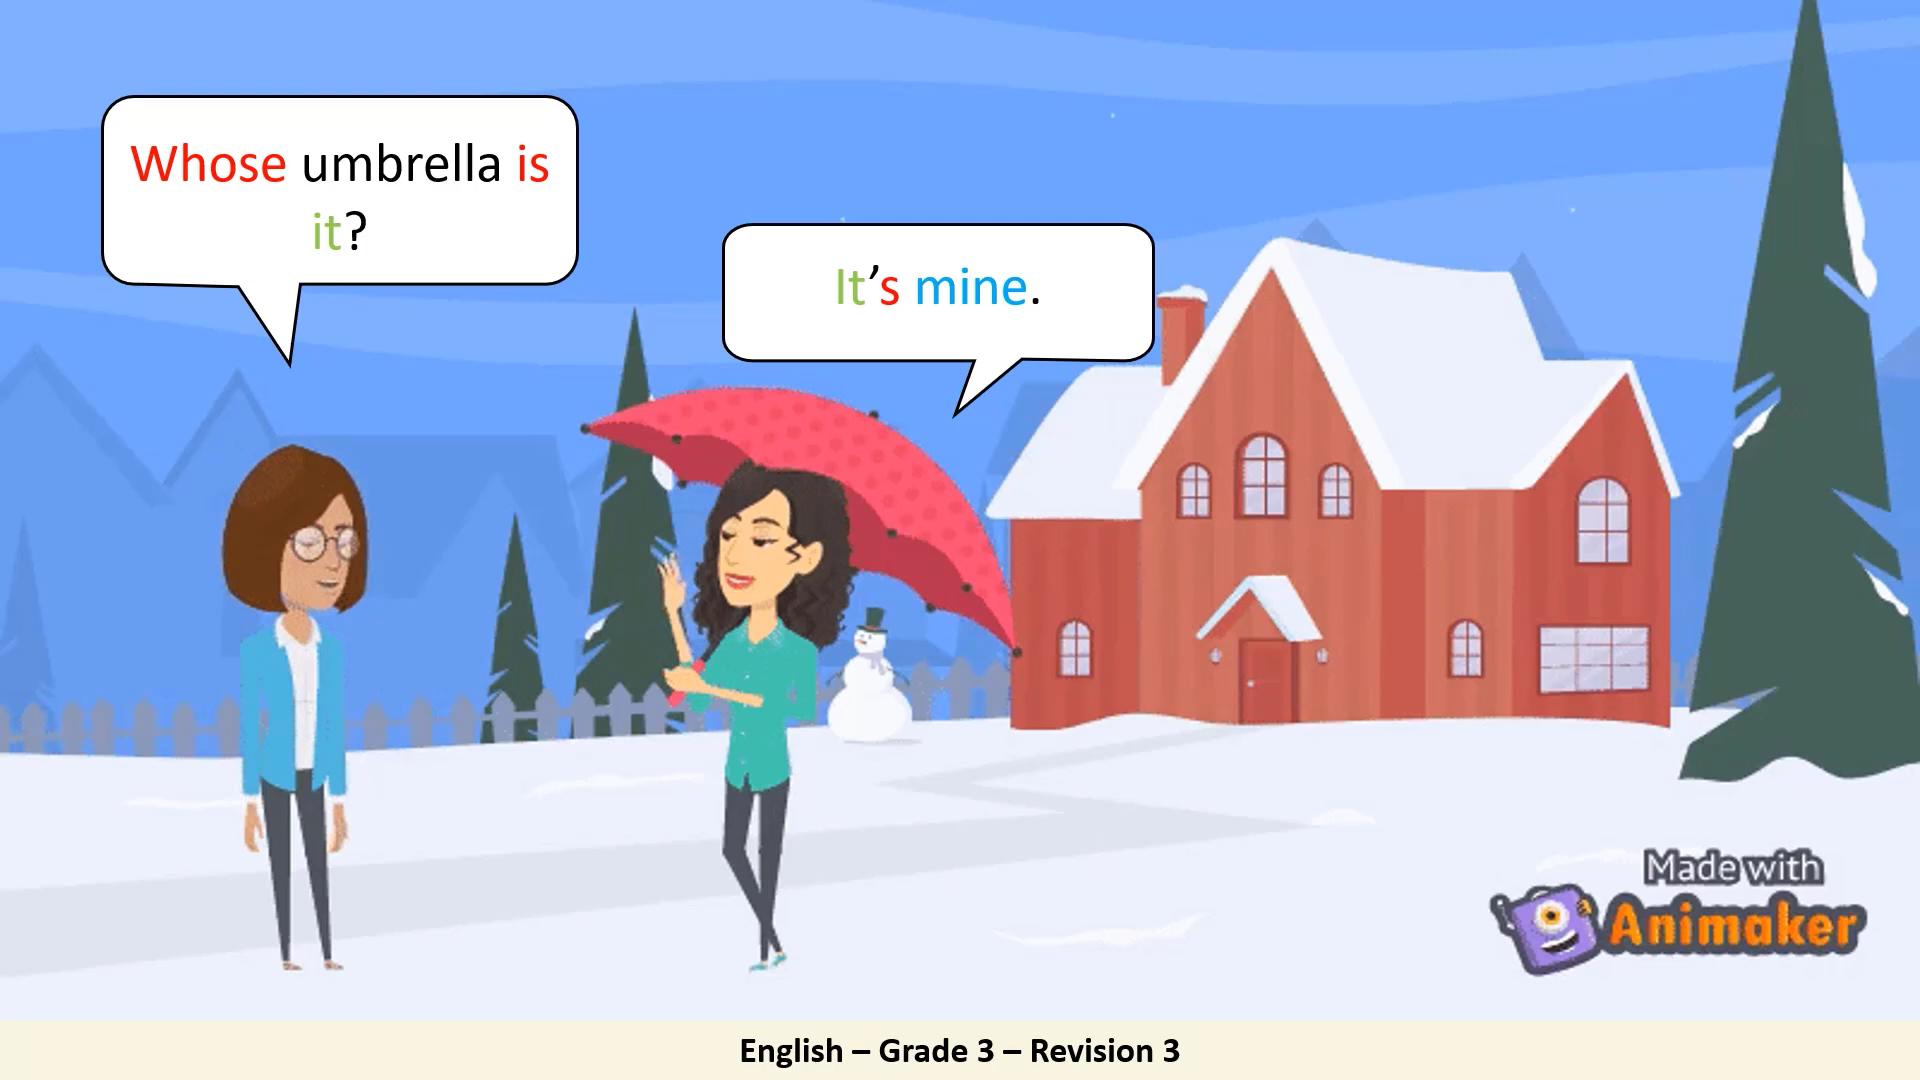 Whose umbrella is
it?
It’s mine.
Made with
Animaker
English – Grade 3 – Revision 3